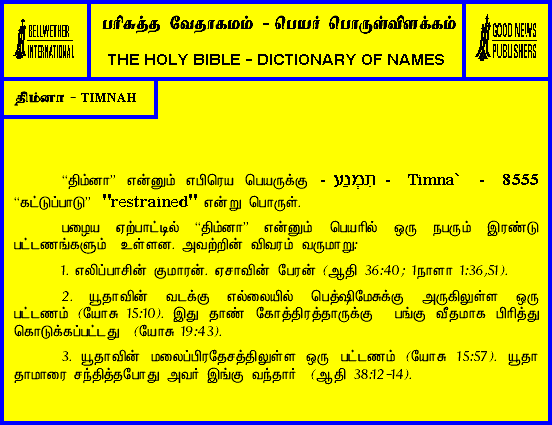 BELLWETHER
INTERNATIONAL
பரிசுத்த வேதாகமம் - பெயர் பொருள்விளக்கம்
THE HOLY BIBLE - DICTIONARY OF NAMES
GOOD NEWS
PUBLISHERS
திம்னா - TIMNAH
“திம்னா” என்னும் எபிரெய பெயருக்கு - תִּמְנַע - Timna` - 8555
“கட்டுப்பாடு” "restrained" என்று பொருள்.
பழைய ஏற்பாட்டில் “திம்னா” என்னும் பெயரில் ஒரு நபரும் இரண்டு
பட்டணங்களும் உள்ளன. அவற்றின் விவரம் வருமாறு:
1. எலிப்பாசின் குமாரன். ஏசாவின் பேரன் (ஆதி 36:40; 1நாளா 1:36,51).
2. யூதாவின் வடக்கு எல்லையில் பெத்ஷிமேசுக்கு அருகிலுள்ள ஒரு
பட்டணம் (யோசு 15:10). இது தாண் கோத்திரத்தாருக்கு பங்கு வீதமாக பிரித்து
கொடுக்கப்பட்டது (யோசு 19:43).
3. யூதாவின் மலைப்பிரதேசத்திலுள்ள ஒரு பட்டணம் (யோசு 15:57). யூதா
தாமாரை சந்தித்தபோது அவர் இங்கு வந்தார் (ஆதி 38:12-14).